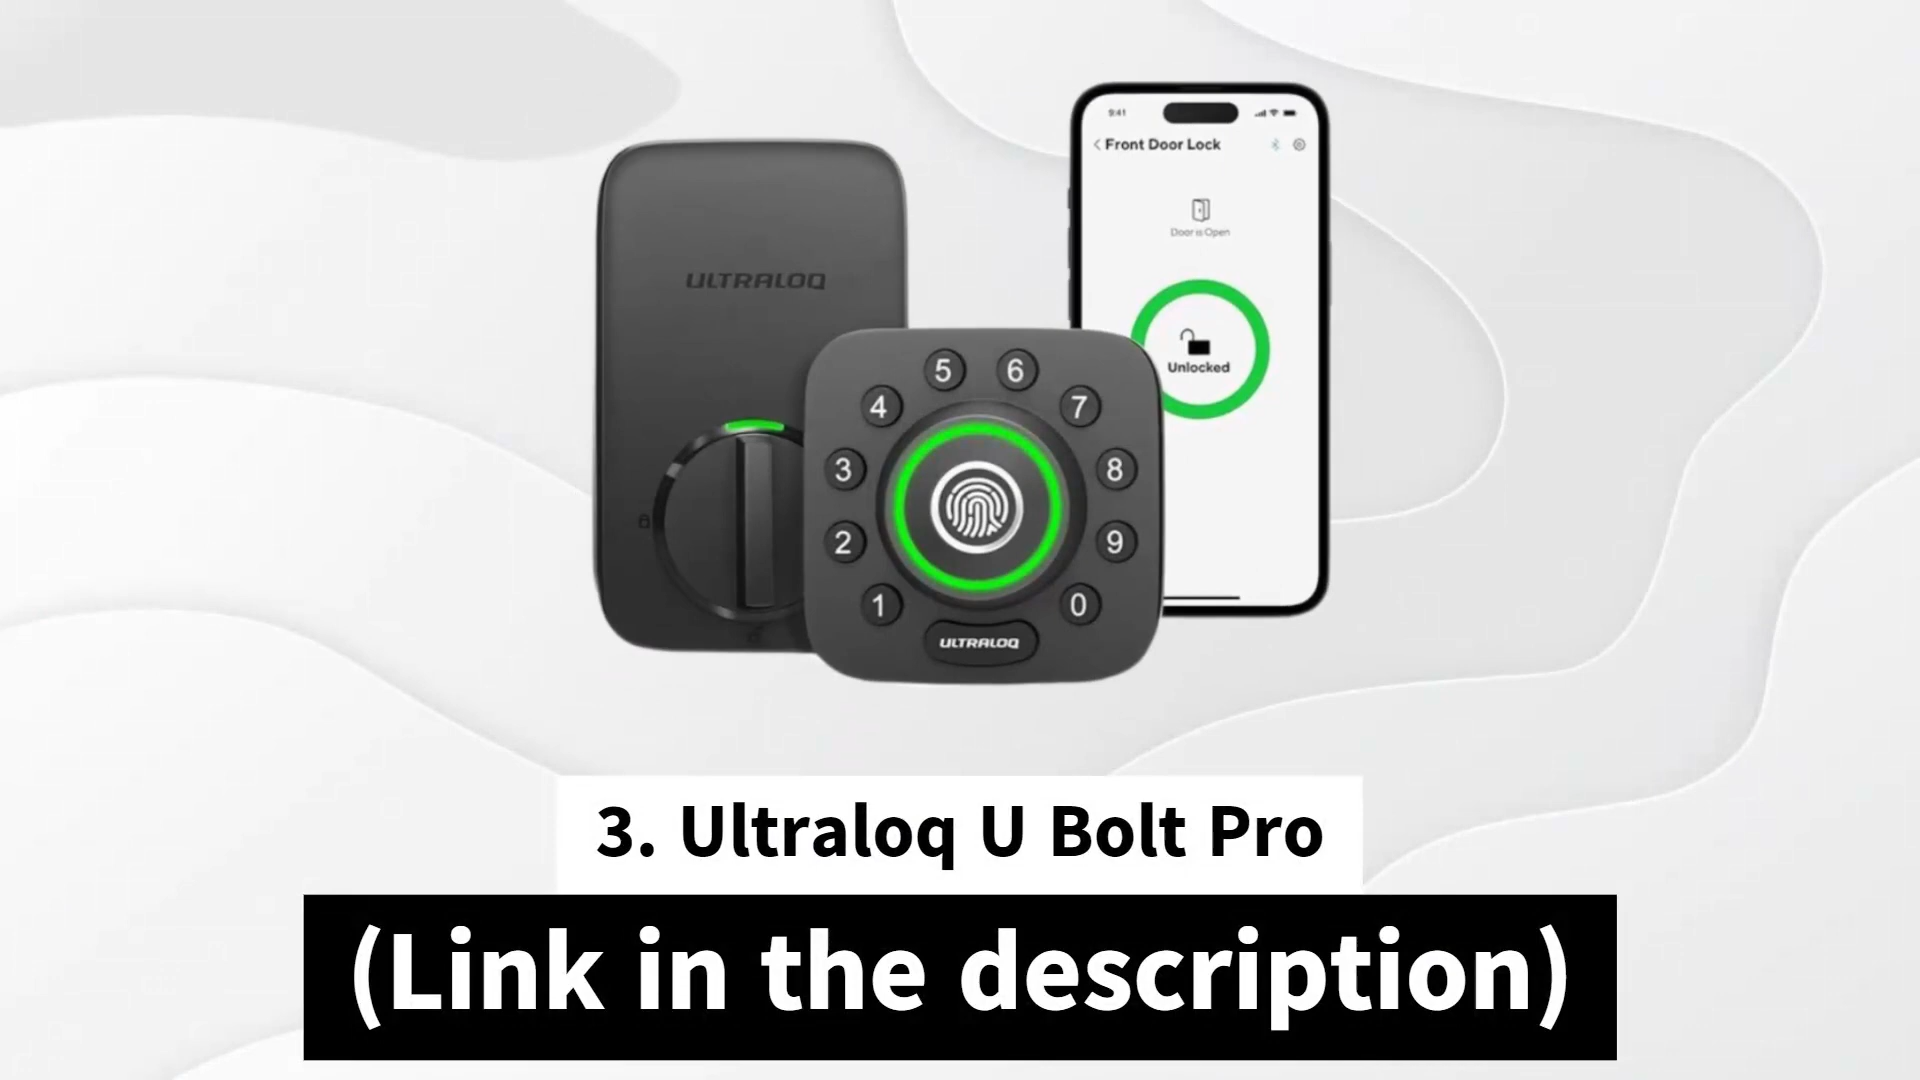 9:41
Front Door Lock
Door is Open
Unlocked
ULTRALOQ
5 6
4 7
3 8
2 9
1 0
ULTRALOQ
3. Ultraloq U Bolt Pro
(Link in the description)